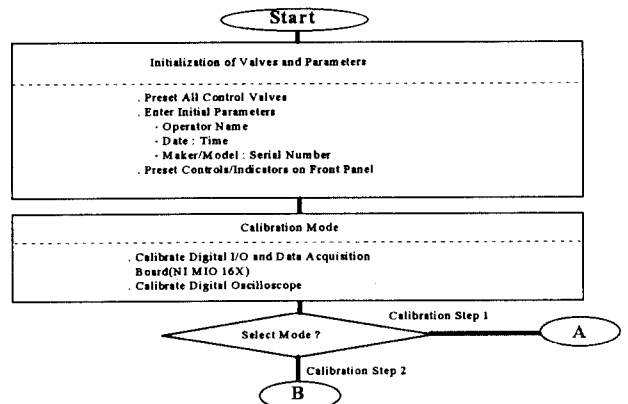 Start
Initialization of Valves and Parameters
. Preset All Control Valves
. Enter Initial Parameters
- Operator Name
- Date : Time
- Maker/Model : Serial Number
. Preset Controls/Indicators on Front Panel
Calibration Mode
. Calibrate Digital I/O and Data Acquisition
Board(NI MIO 16X)
. Calibrate Digital Oscilloscope
Calibration Step 1
Select Mode ?
A
Calibration Step 2
B